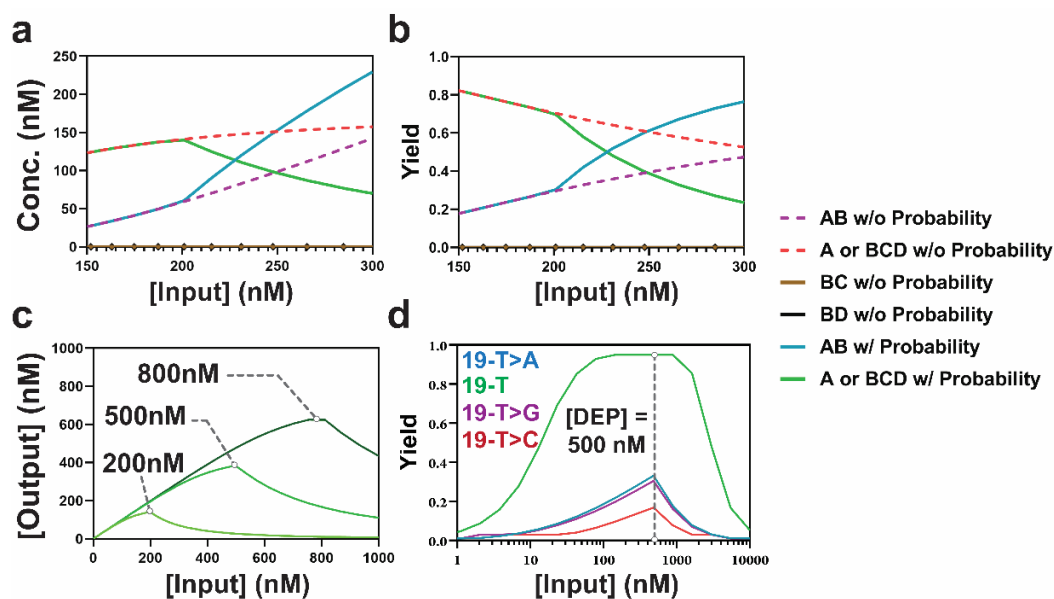 a
250
200
150
100
50
0
Conc. (nM)
150
200
250
300
[Input] (nM)
b
1.0
0.8
0.6
0.4
0.2
0.0
Yield
150
200
250
300
[Input] (nM)
AB w/o Probability
A or BCD w/o Probability
BC w/o Probability
BD w/o Probability
AB w/ Probability
A or BCD w/ Probability
c
1000
800
600
400
200
0
[Output] (nM)
800nM
500nM
200nM
0
200
400
600
800
1000
[Input] (nM)
d
1.0
0.8
0.6
0.4
0.2
0.0
Yield
19-T>A
19-T
19-T>G
19-T>C
[DEP] =
500 nM
1
10
100
1000
10000
[Input] (nM)